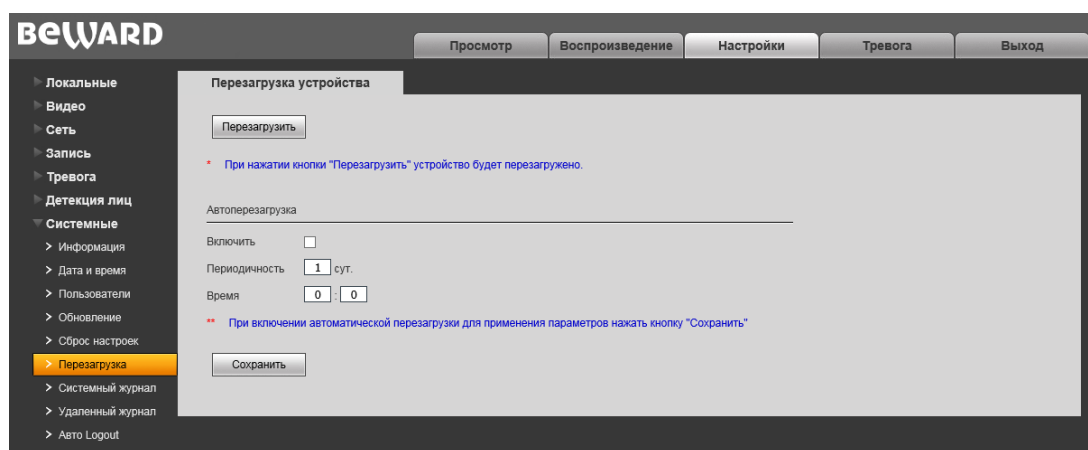 BEWARD
Просмотр
Воспроизведение
Настройки
Тревога
Выход
Локальные
Видео
Сеть
Запись
Тревога
Детекция лиц
Системные
Информация
Дата и время
Пользователи
Обновление
Сброс настроек
Перезагрузка
Системный журнал
Удаленный журнал
Авто Logout
Перезагрузка устройства
Перезагрузить
* При нажатии кнопки "Перезагрузить" устройство будет перезагружено.
Автоперезагрузка
Включить
Периодичность 1 сут.
Время 0 : 0
** При включении автоматической перезагрузки для применения параметров нажать кнопку "Сохранить"
Сохранить